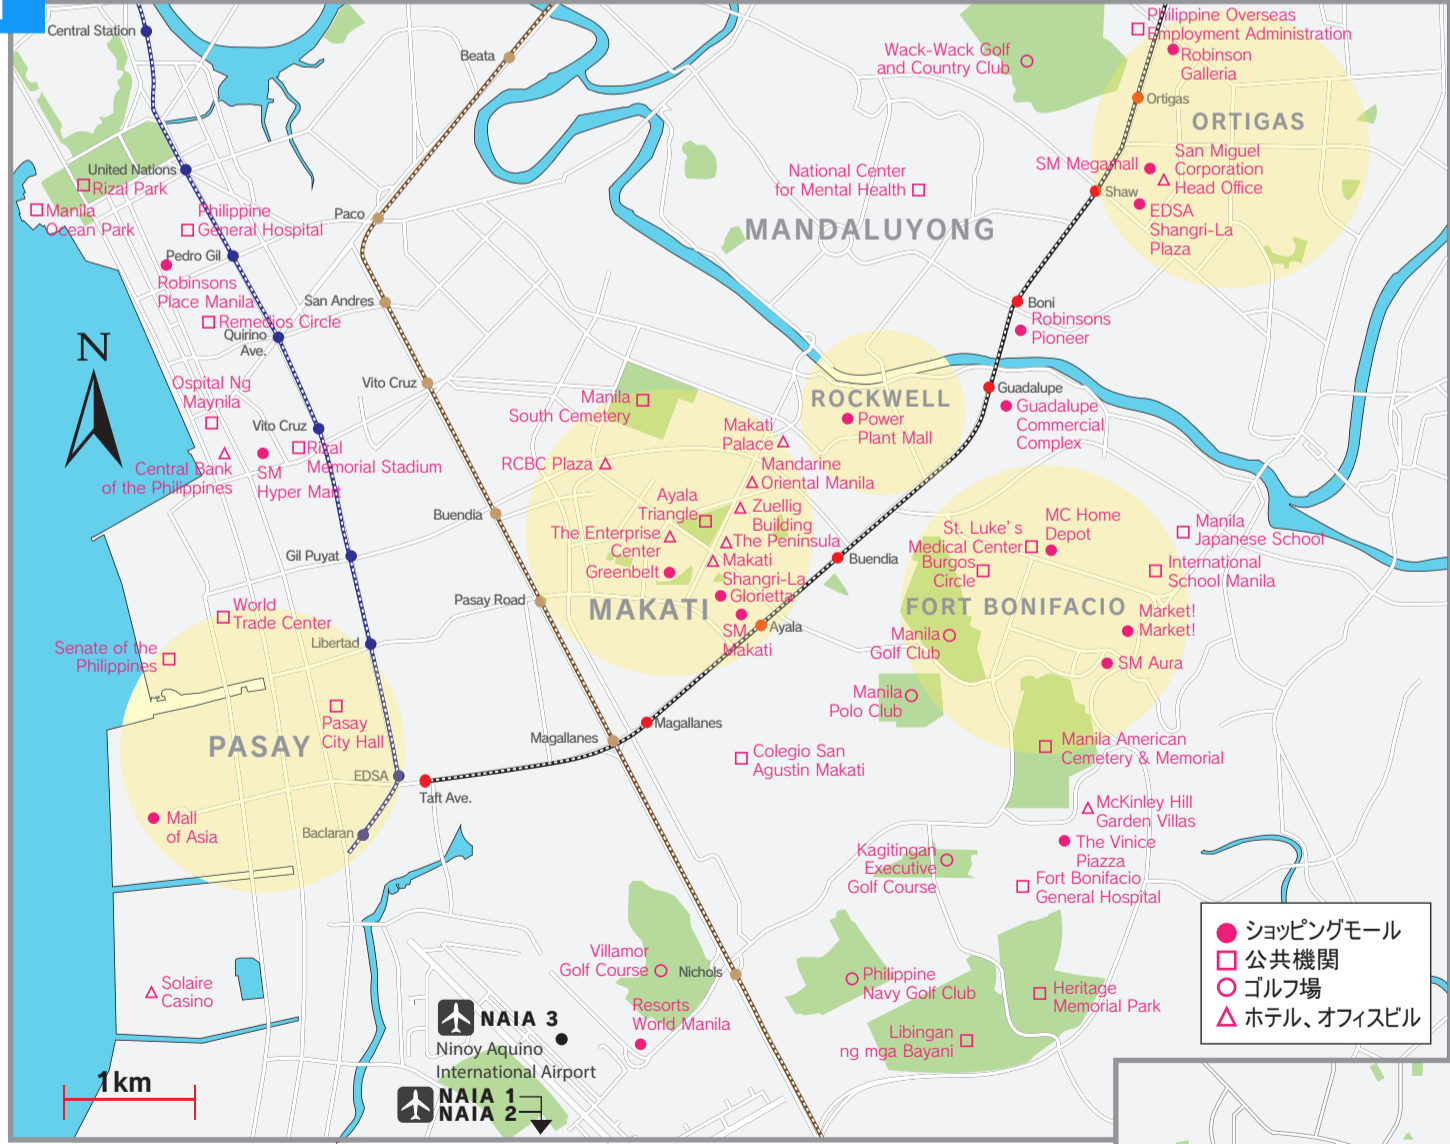 Central Station
Beata
Wack-Wack Golf
and Country Club
Philippine Overseas
Employment Administration
Robinson
Galleria
Ortigas
ORTIGAS
United Nations
Rizal Park
Manila
Ocean Park
Philippine
General Hospital
Paco
National Center
for Mental Health
MANDALUYONG
SM Megamall
San Miguel
Corporation
Head Office
Shaw
EDSA
Shangri-La
Plaza
Pedro Gil
Robinsons
Place Manila
San Andres
Remedios Circle
Quirino
Ave.
Boni
Robinsons
Pioneer
N
Ospital Ng
Maynila
Vito Cruz
Vito Cruz
Manila
South Cemetery
ROCKWELL
Power
Plant Mall
Guadalupe
Guadalupe
Commercial
Complex
Central Bank
of the Philippines
SM
Hyper Mart
Rizal
Memorial Stadium
RCBC Plaza
Makati
Palace
Mandarine
Oriental Manila
Buendia
Ayala
Triangle
Zuellig
Building
The Enterprise
Center
The Peninsula
Makati
Shangri-La
Greenbelt
Glorietta
MAKATI
SM
Makati
Ayala
Buendia
St. Luke's
Medical Center
MC Home
Depot
Burgos
Circle
Manila
Japanese School
International
School Manila
FORT BONIFACIO
Market!
Market!
SM Aura
Manila
Golf Club
Manila
Polo Club
Gil Puyat
Pasay Road
World
Trade Center
Senate of the
Philippines
Libertad
Pasay
City Hall
PASAY
EDSA
Taft Ave.
Baclaran
Mall
of Asia
Magallanes
Magallanes
Colegio San
Agustin Makati
Manila American
Cemetery & Memorial
McKinley Hill
Garden Villas
The Vinice
Piazza
Kagitingan
Executive
Golf Course
Fort Bonifacio
General Hospital
Solaire
Casino
Villamor
Golf Course
Nichols
Resorts
World Manila
Philippine
Navy Golf Club
Heritage
Memorial Park
Libingan
ng mga Bayani
NAIA 3
Ninoy Aquino
International Airport
NAIA 1
NAIA 2
1km
ショッピングモール
公共機関
ゴルフ場
ホテル、オフィスビル